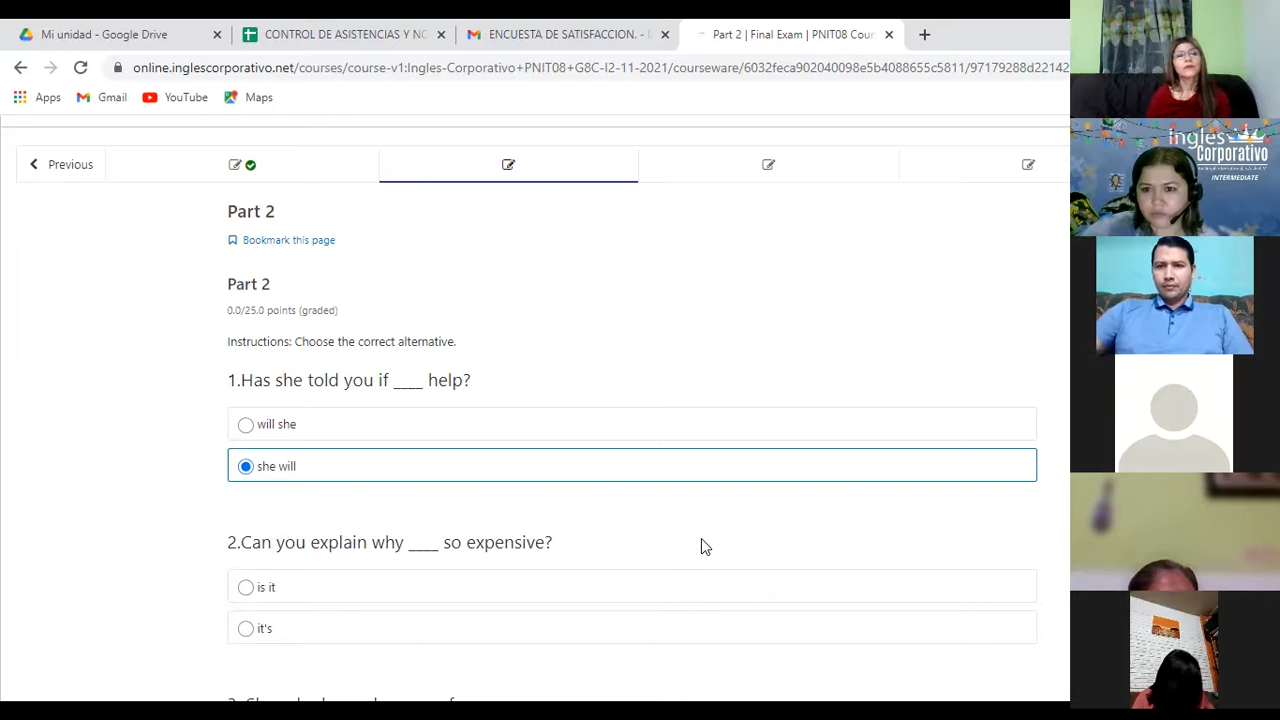 Mi unidad - Google Drive
CONTROL DE ASISTENCIAS Y NO
ENCUESTA DE SATISFACCION. - I
Part 2 | Final Exam | PNIT08 Cour
online.inglescorporativo.net/courses/course-v1:Ingles-Corporativo+PNIT08+G8C-I2-11-2021/courseware/6032feca902040098e5b4088655c5811/97179288d22142
Apps
Gmail
YouTube
Maps
Previous
Part 2
Bookmark this page
Part 2
0.0/25.0 points (graded)
Instructions: Choose the correct alternative.
1.Has she told you if ____ help?
will she
she will
2.Can you explain why ____ so expensive?
is it
it's
Ingles
Corporativo
INTERMEDIATE